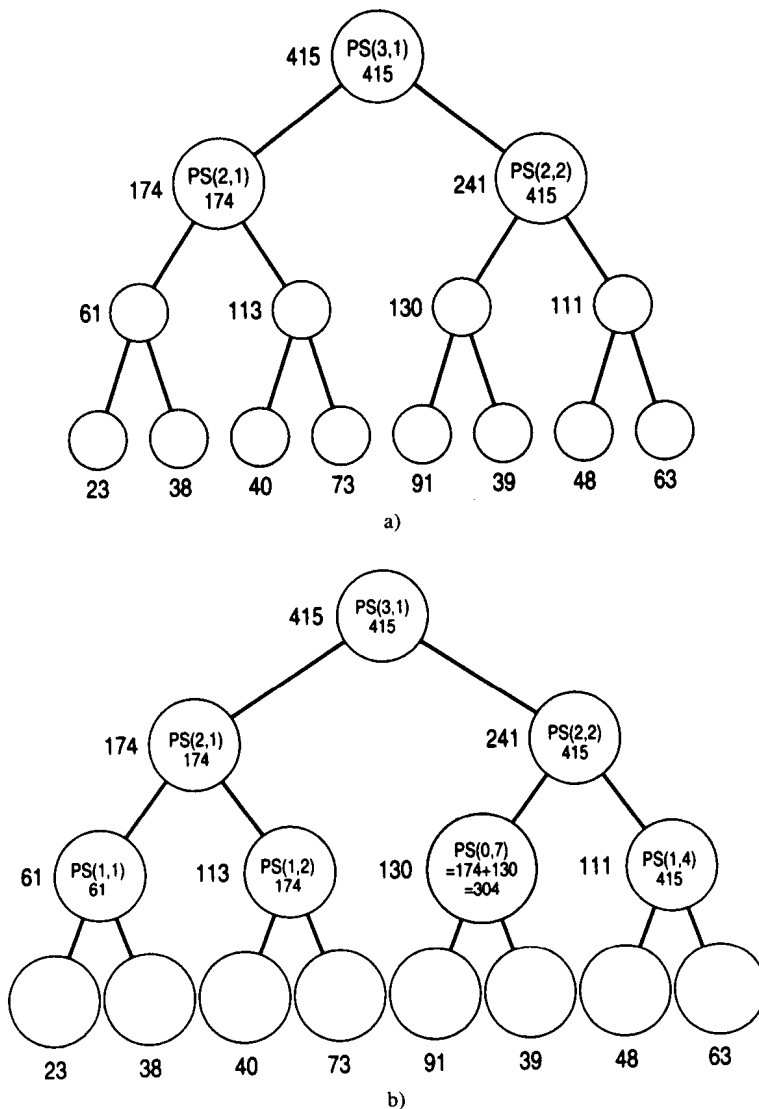 415 PS(3,1)
415
174 PS(2,1)
174
241 PS(2,2)
415
61 113 130 111
23 38 40 73 91 39 48 63
a)
415 PS(3,1)
415
174 PS(2,1)
174
241 PS(2,2)
415
61 PS(1,1)
61
113 PS(1,2)
174
130 PS(0,7)
=174+130
=304
111 PS(1,4)
415
23 38 40 73 91 39 48 63
b)